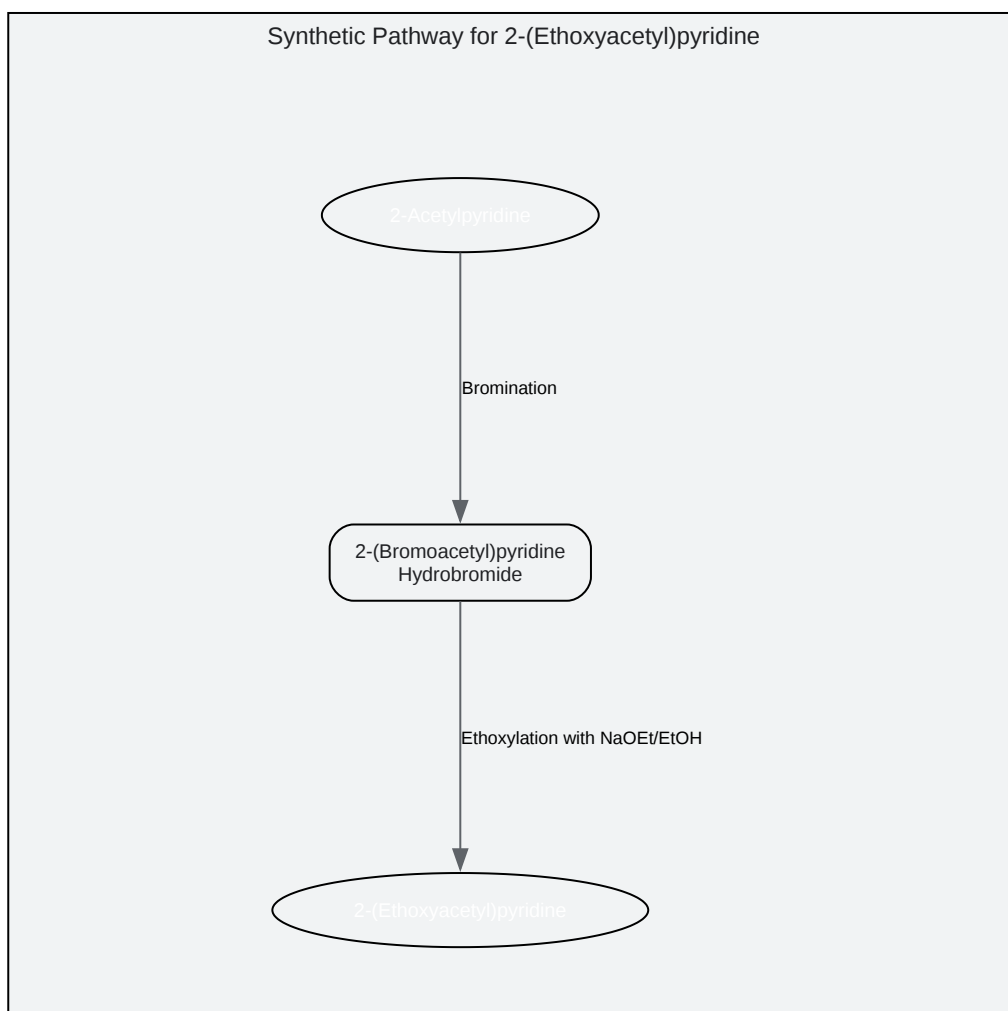 Synthetic Pathway for 2-(Ethoxyacetyl)pyridine
2-Acetylpyridine
Bromination
2-(Bromoacetyl)pyridine
Hydrobromide
Ethoxylation with NaOEt/EtOH
2-(Ethoxyacetyl)pyridine